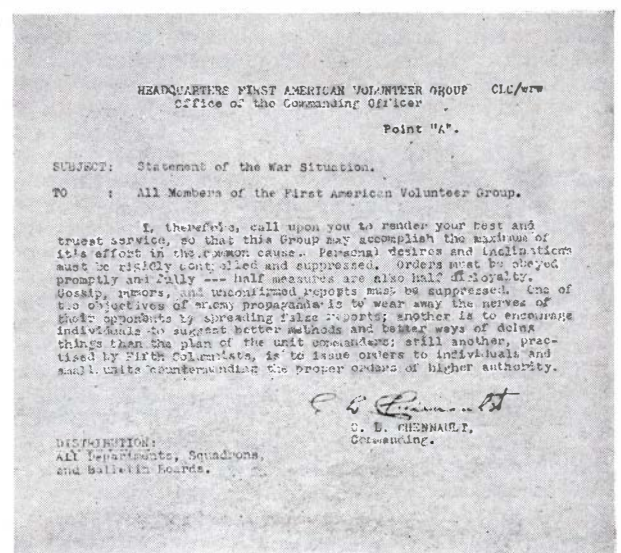 HEADQUARTERS FIRST AMERICAN VOLUNTEER GROUP CLC/wrw
Office of the Commanding Officer
Point "A".
SUBJECT: Statement of the War Situation.
TO : All Members of the First American Volunteer Group.
I, therefore, call upon you to render your best and
truest service, so that this Group may accomplish the maximum of
it's effort in the common cause. Personal desires and inclinations
must be rigidly controlled and suppressed. Orders must be obeyed
promptly and fully --- half measures are also half disloyalty.
Gossip, rumors, and unconfirmed reports must be suppressed. One of
the objectives of enemy propaganda is to wear away the nerves of
their opponents by spreading false reports; another is to encourage
individuals to suggest better methods and better ways of doing
things than the plan of the unit commanders; still another, prac-
tised by Fifth Columnists, is to issue orders to individuals and
small units countermanding the proper orders of higher authority.
C L Chennault
C. L. CHENNAULT,
Commanding.
DISTRIBUTION:
All Departments, Squadrons,
and Bulletin Boards.